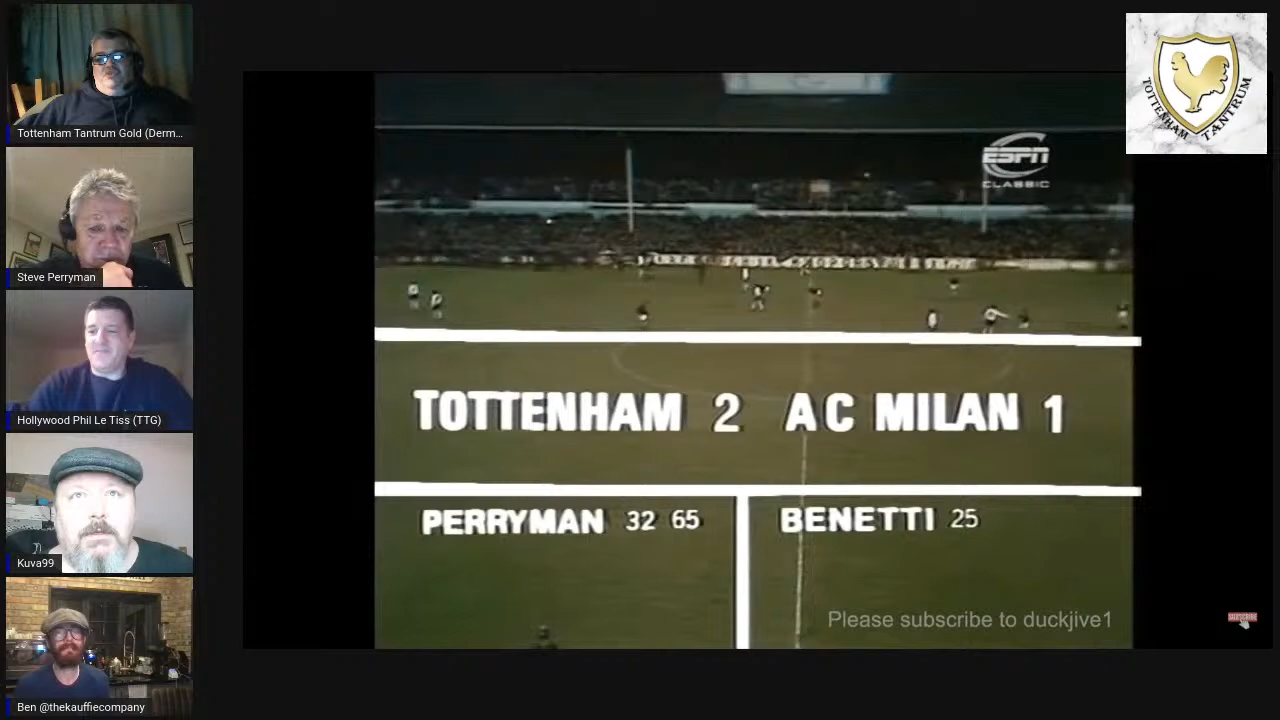 Tottenham Tantrum Gold (Derm...
Steve Perryman
Hollywood Phil Le Tiss (TTG)
Kuva99
Ben @thekauffiecompany
TOTTENHAM TANTRUM
ESPN
CLASSIC
TOTTENHAM 2 AC MILAN 1
PERRYMAN 32 65
BENETTI 25
Please subscribe to duckjive1
SUBSCRIBE